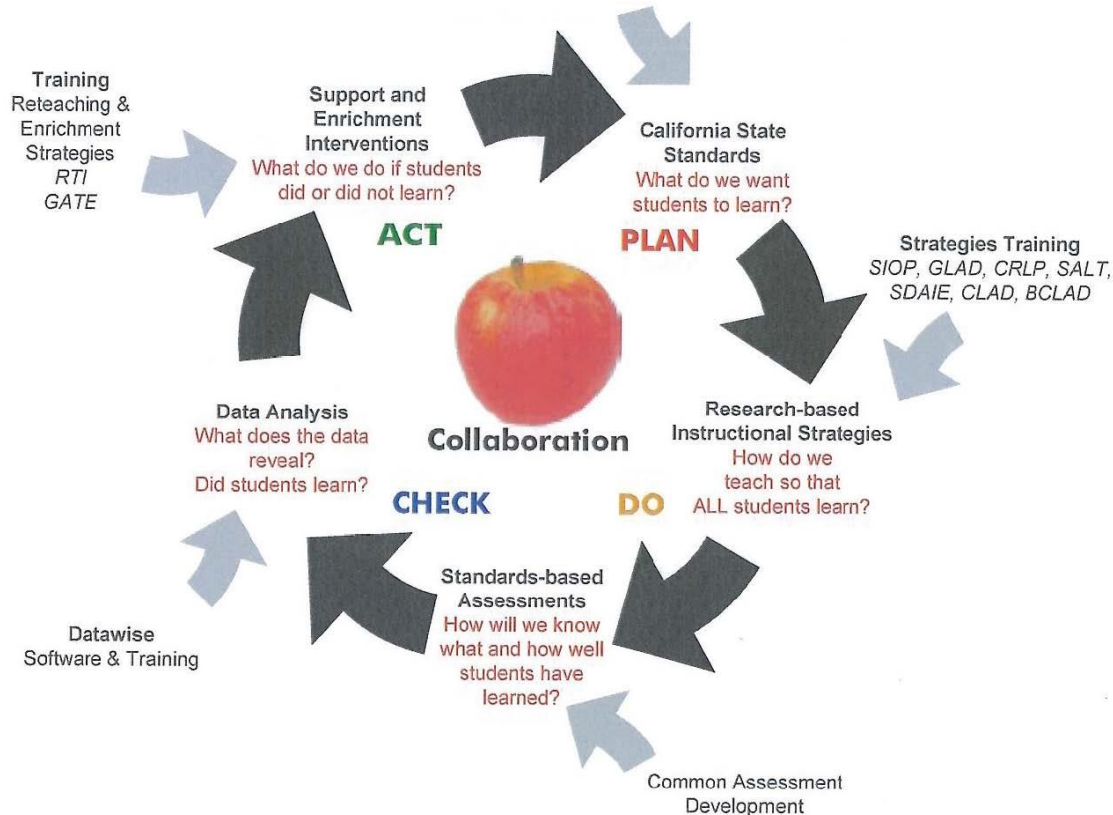 Training
Reteaching &
Enrichment
Strategies
RTI
GATE
Support and
Enrichment
Interventions
What do we do if students
did or did not learn?
ACT
California State
Standards
What do we want
students to learn?
PLAN
Strategies Training
SIOP, GLAD, CRLP, SALT,
SDAIE, CLAD, BCLAD
Research-based
Instructional Strategies
How do we
teach so that
ALL students learn?
DO
Collaboration
Data Analysis
What does the data
reveal?
Did students learn?
CHECK
Standards-based
Assessments
How will we know
what and how well
students have
learned?
Datawise
Software & Training
Common Assessment
Development